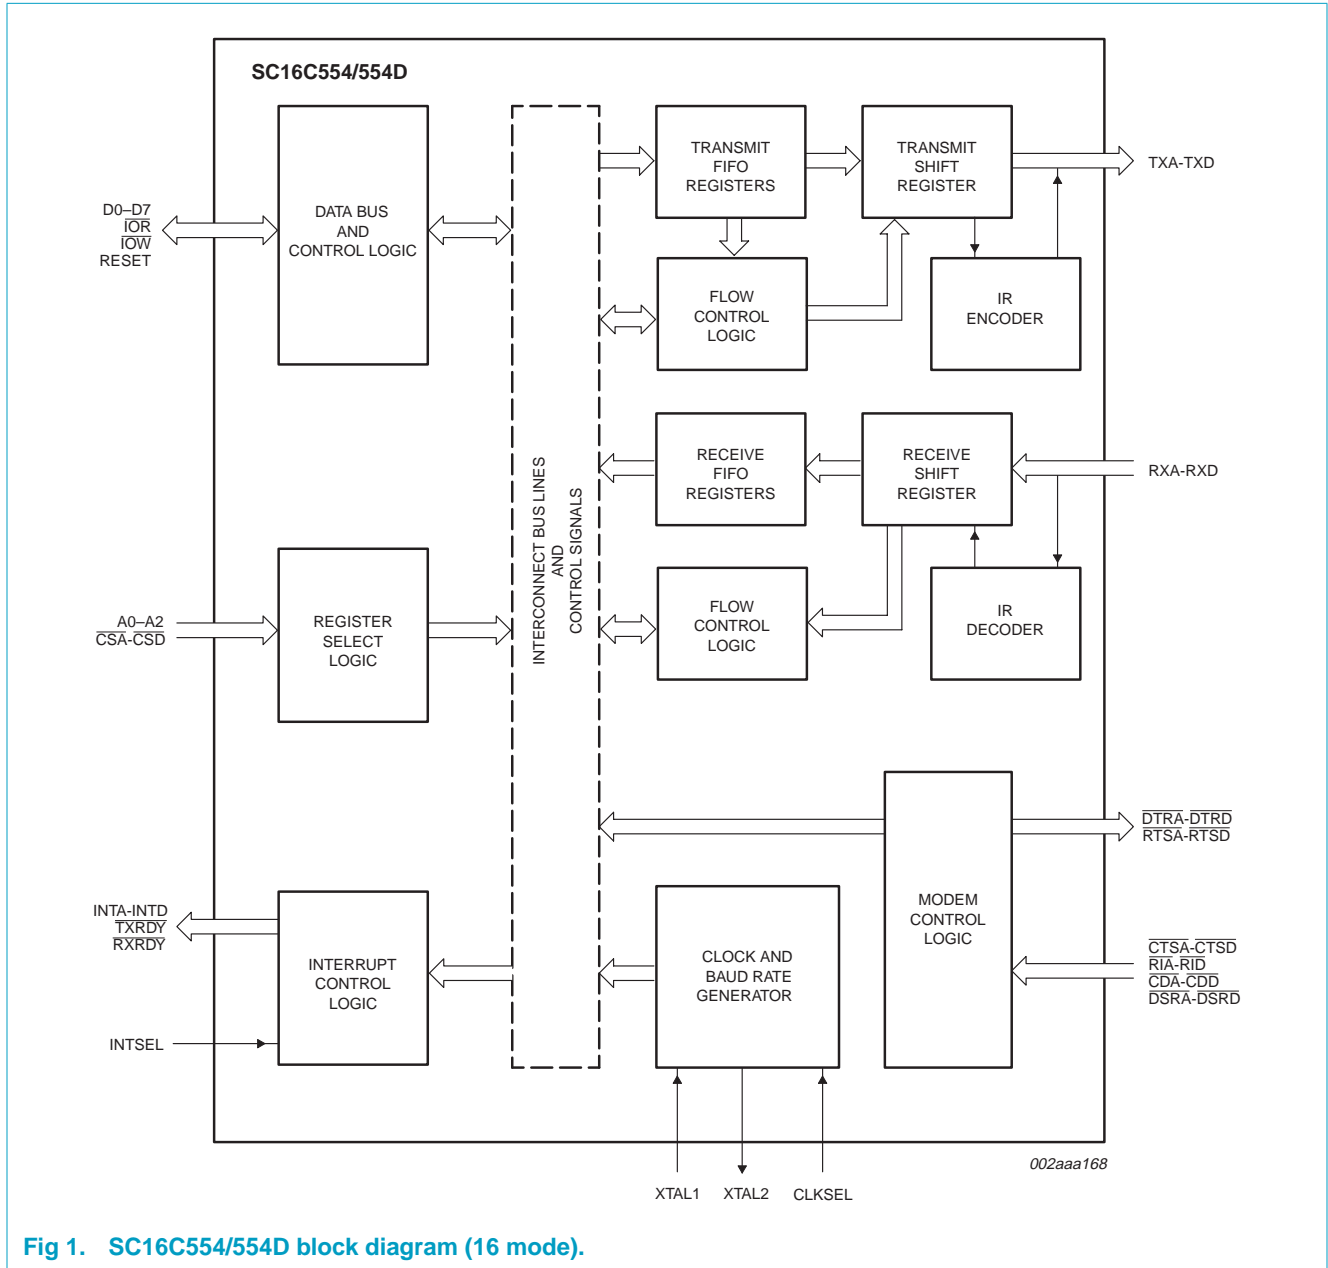 SC16C554/554D
D0–D7
IOR
IOW
RESET
DATA BUS
AND
CONTROL LOGIC
TRANSMIT
FIFO
REGISTERS
TRANSMIT
SHIFT
REGISTER
TXA-TXD
FLOW
CONTROL
LOGIC
IR
ENCODER
INTERCONNECT BUS LINES
AND
CONTROL SIGNALS
RECEIVE
FIFO
REGISTERS
RECEIVE
SHIFT
REGISTER
RXA-RXD
FLOW
CONTROL
LOGIC
IR
DECODER
A0–A2
CSA-CSD
REGISTER
SELECT
LOGIC
DTRA-DTRD
RTSA-RTSD
MODEM
CONTROL
LOGIC
CTSA-CTSD
RIA-RID
CDA-CDD
DSRA-DSRD
INTA-INTD
TXRDY
RXRDY
INTERRUPT
CONTROL
LOGIC
INTSEL
CLOCK AND
BAUD RATE
GENERATOR
XTAL1
XTAL2
CLKSEL
002aaa168
Fig 1. SC16C554/554D block diagram (16 mode).